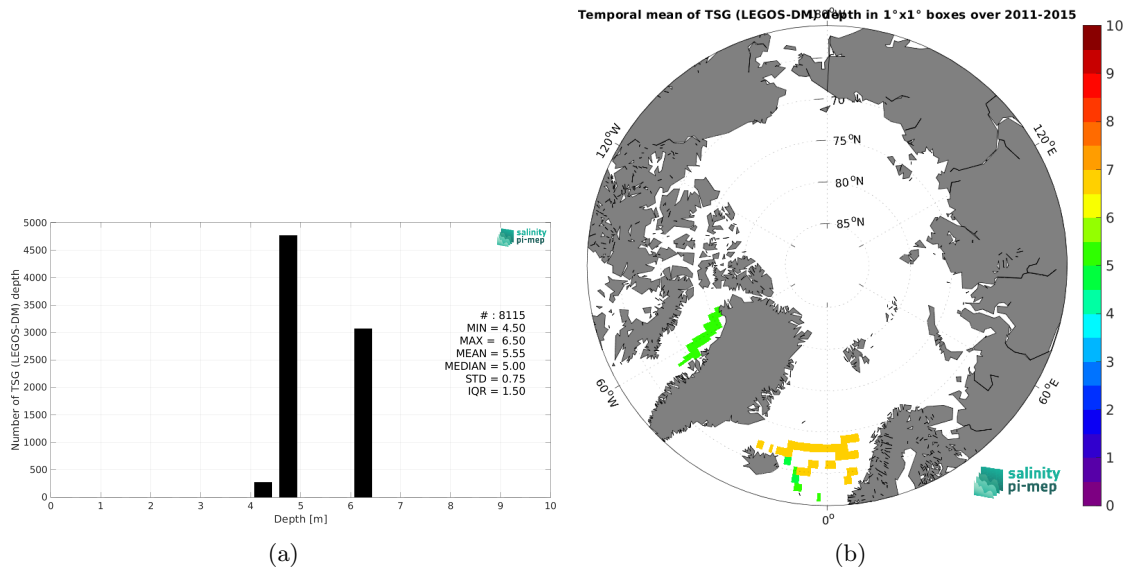 5000
4500
4000
3500
3000
2500
2000
1500
1000
500
0
Number of TSG (LEGOS-DM) depth
0 1 2 3 4 5 6 7 8 9 10
Depth [m]
salinity
pi-mep
# : 8115
MIN = 4.50
MAX = 6.50
MEAN = 5.55
MEDIAN = 5.00
STD = 0.75
IQR = 1.50
(a)
Temporal mean of TSG (LEGOS-DM) depth in 1°x1° boxes over 2011-2015
120°W
120°E
60°W
60°E
0°
75°N
80°N
85°N
10
9
8
7
6
5
4
3
2
1
0
salinity
pi-mep
(b)